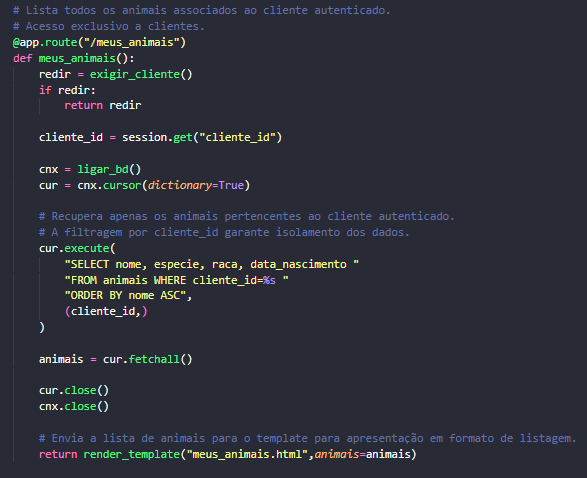 # Lista todos os animais associados ao cliente autenticado.
# Acesso exclusivo a clientes.
@app.route("/meus_animais")
def meus_animais():
    redir = exigir_cliente()
    if redir:
        return redir
    cliente_id = session.get("cliente_id")
    cnx = ligar_bd()
    cur = cnx.cursor(dictionary=True)
    # Recupera apenas os animais pertencentes ao cliente autenticado.
    # A filtragem por cliente_id garante isolamento dos dados.
    cur.execute(
        "SELECT nome, especie, raca, data_nascimento "
        "FROM animais WHERE cliente_id=%s "
        "ORDER BY nome ASC",
        (cliente_id,)
    )
    animais = cur.fetchall()
    cur.close()
    cnx.close()
    # Envia a lista de animais para o template para apresentação em formato de listagem.
    return render_template("meus_animais.html",animais=animais)